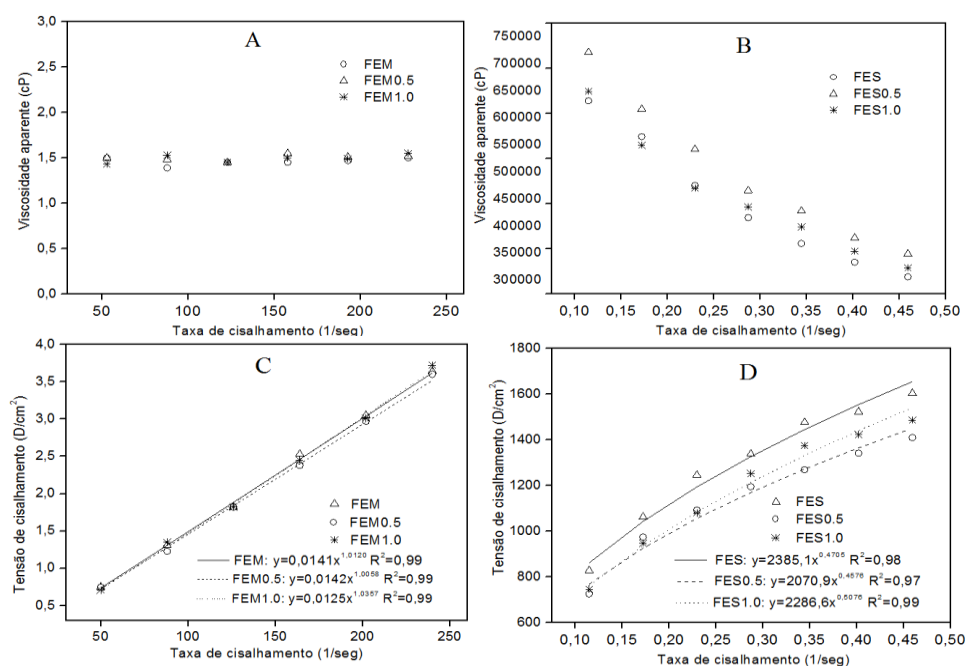 A
3,0
2,5
2,0
1,5
1,0
0,5
0,0
Viscosidade aparente (cP)
FEM
FEM0.5
FEM1.0
50 100 150 200 250
Taxa de cisalhamento (1/seg)
B
750000
700000
650000
600000
550000
500000
450000
400000
350000
300000
Viscosidade aparente (cP)
FES
FES0.5
FES1.0
0,10 0,15 0,20 0,25 0,30 0,35 0,40 0,45 0,50
Taxa de cisalhamento (1/seg)
C
4,0
3,5
3,0
2,5
2,0
1,5
1,0
0,5
Tensão de cisalhamento (D/cm²)
FEM
FEM0.5
FEM1.0
FEM: y=0,0141x^1,0120 R²=0,99
FEM0.5: y=0,0142x^1,0058 R²=0,99
FEM1.0: y=0,0125x^1,0357 R²=0,99
50 100 150 200 250
Taxa de cisalhamento (1/seg)
D
1800
1600
1400
1200
1000
800
600
Tensão de cisalhamento (D/cm²)
FES
FES0.5
FES1.0
FES: y=2385,1x^0,4705 R²=0,98
FES0.5: y=2070,9x^0,4576 R²=0,97
FES1.0: y=2286,6x^0,5076 R²=0,99
0,10 0,15 0,20 0,25 0,30 0,35 0,40 0,45 0,50
Taxa de cisalhamento (1/seg)